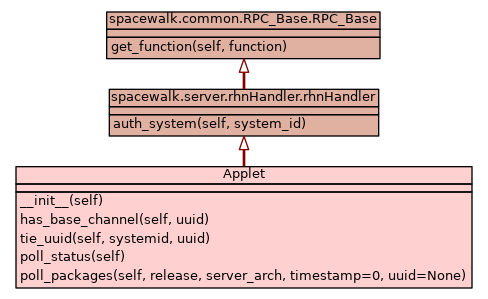 spacewalk.common.RPC_Base.RPC_Base
get_function(self, function)
spacewalk.server.rhnHandler.rhnHandler
auth_system(self, system_id)
Applet
__init__(self)
has_base_channel(self, uuid)
tie_uuid(self, systemid, uuid)
poll_status(self)
poll_packages(self, release, server_arch, timestamp=0, uuid=None)